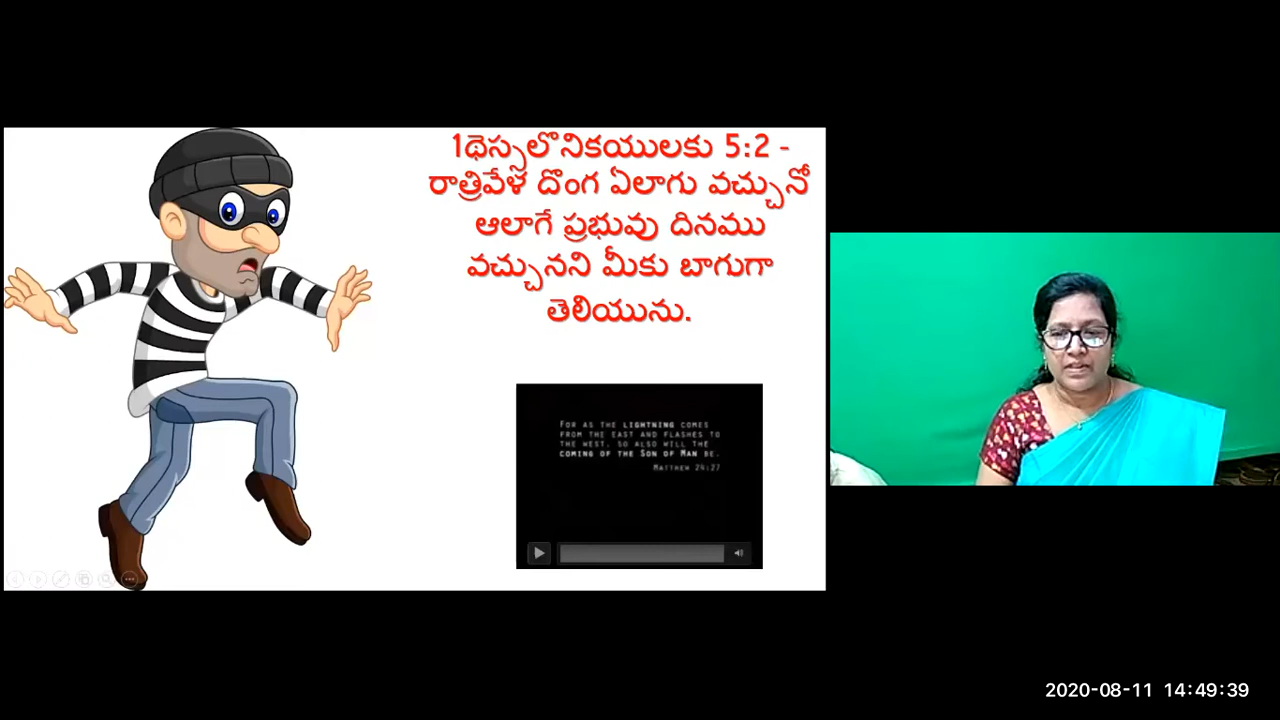 1థెస్సలొనికయులకు 5:2 -
రాత్రివేళ దొంగ ఏలాగు వచ్చునో
ఆలాగే ప్రభువు దినము
వచ్చునని మీకు బాగుగా
తెలియును.
FOR AS THE LIGHTNING COMES
FROM THE EAST AND FLASHES TO
THE WEST, SO ALSO WILL THE
COMING OF THE SON OF MAN BE.
MATTHEW 24:27
2020-08-11 14:49:39